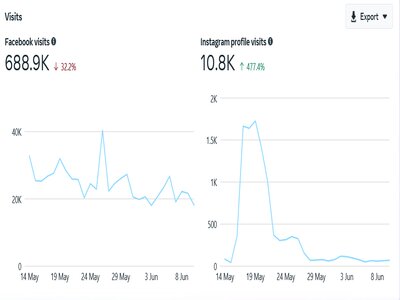 Visits
Export
Facebook visits
688.9K ↓ 32.2%
40K
20K
0
14 May 19 May 24 May 29 May 3 Jun 8 Jun
Instagram profile visits
10.8K ↑ 477.4%
2K
1.5K
1K
500
0
14 May 19 May 24 May 29 May 3 Jun 8 Jun